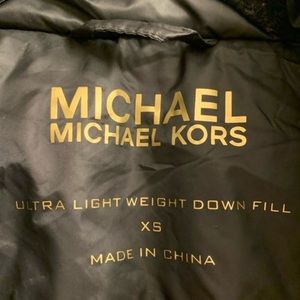 MICHAEL
MICHAEL KORS
ULTRA LIGHT WEIGHT DOWN FILL
XS
MADE IN CHINA